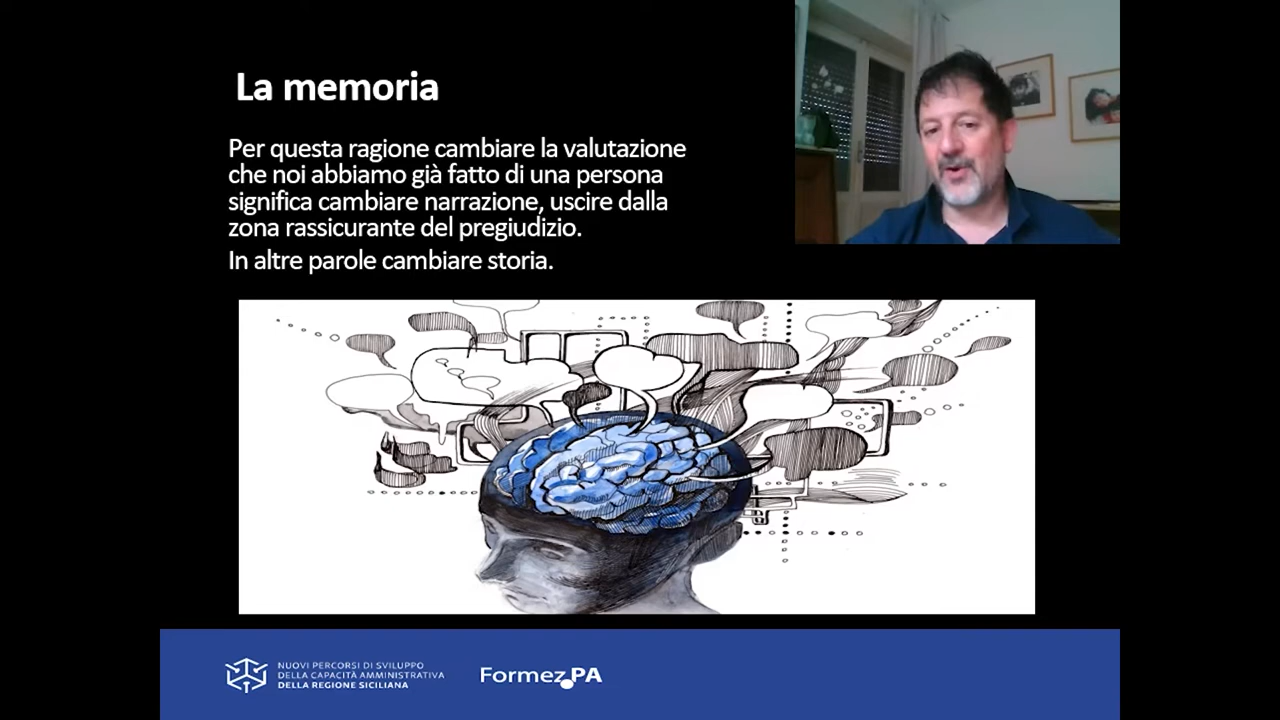 La memoria
Per questa ragione cambiare la valutazione
che noi abbiamo già fatto di una persona
significa cambiare narrazione, uscire dalla
zona rassicurante del pregiudizio.
In altre parole cambiare storia.
NUOVI PERCORSI DI SVILUPPO
DELLA CAPACITÀ AMMINISTRATIVA
DELLA REGIONE SICILIANA
Formez PA